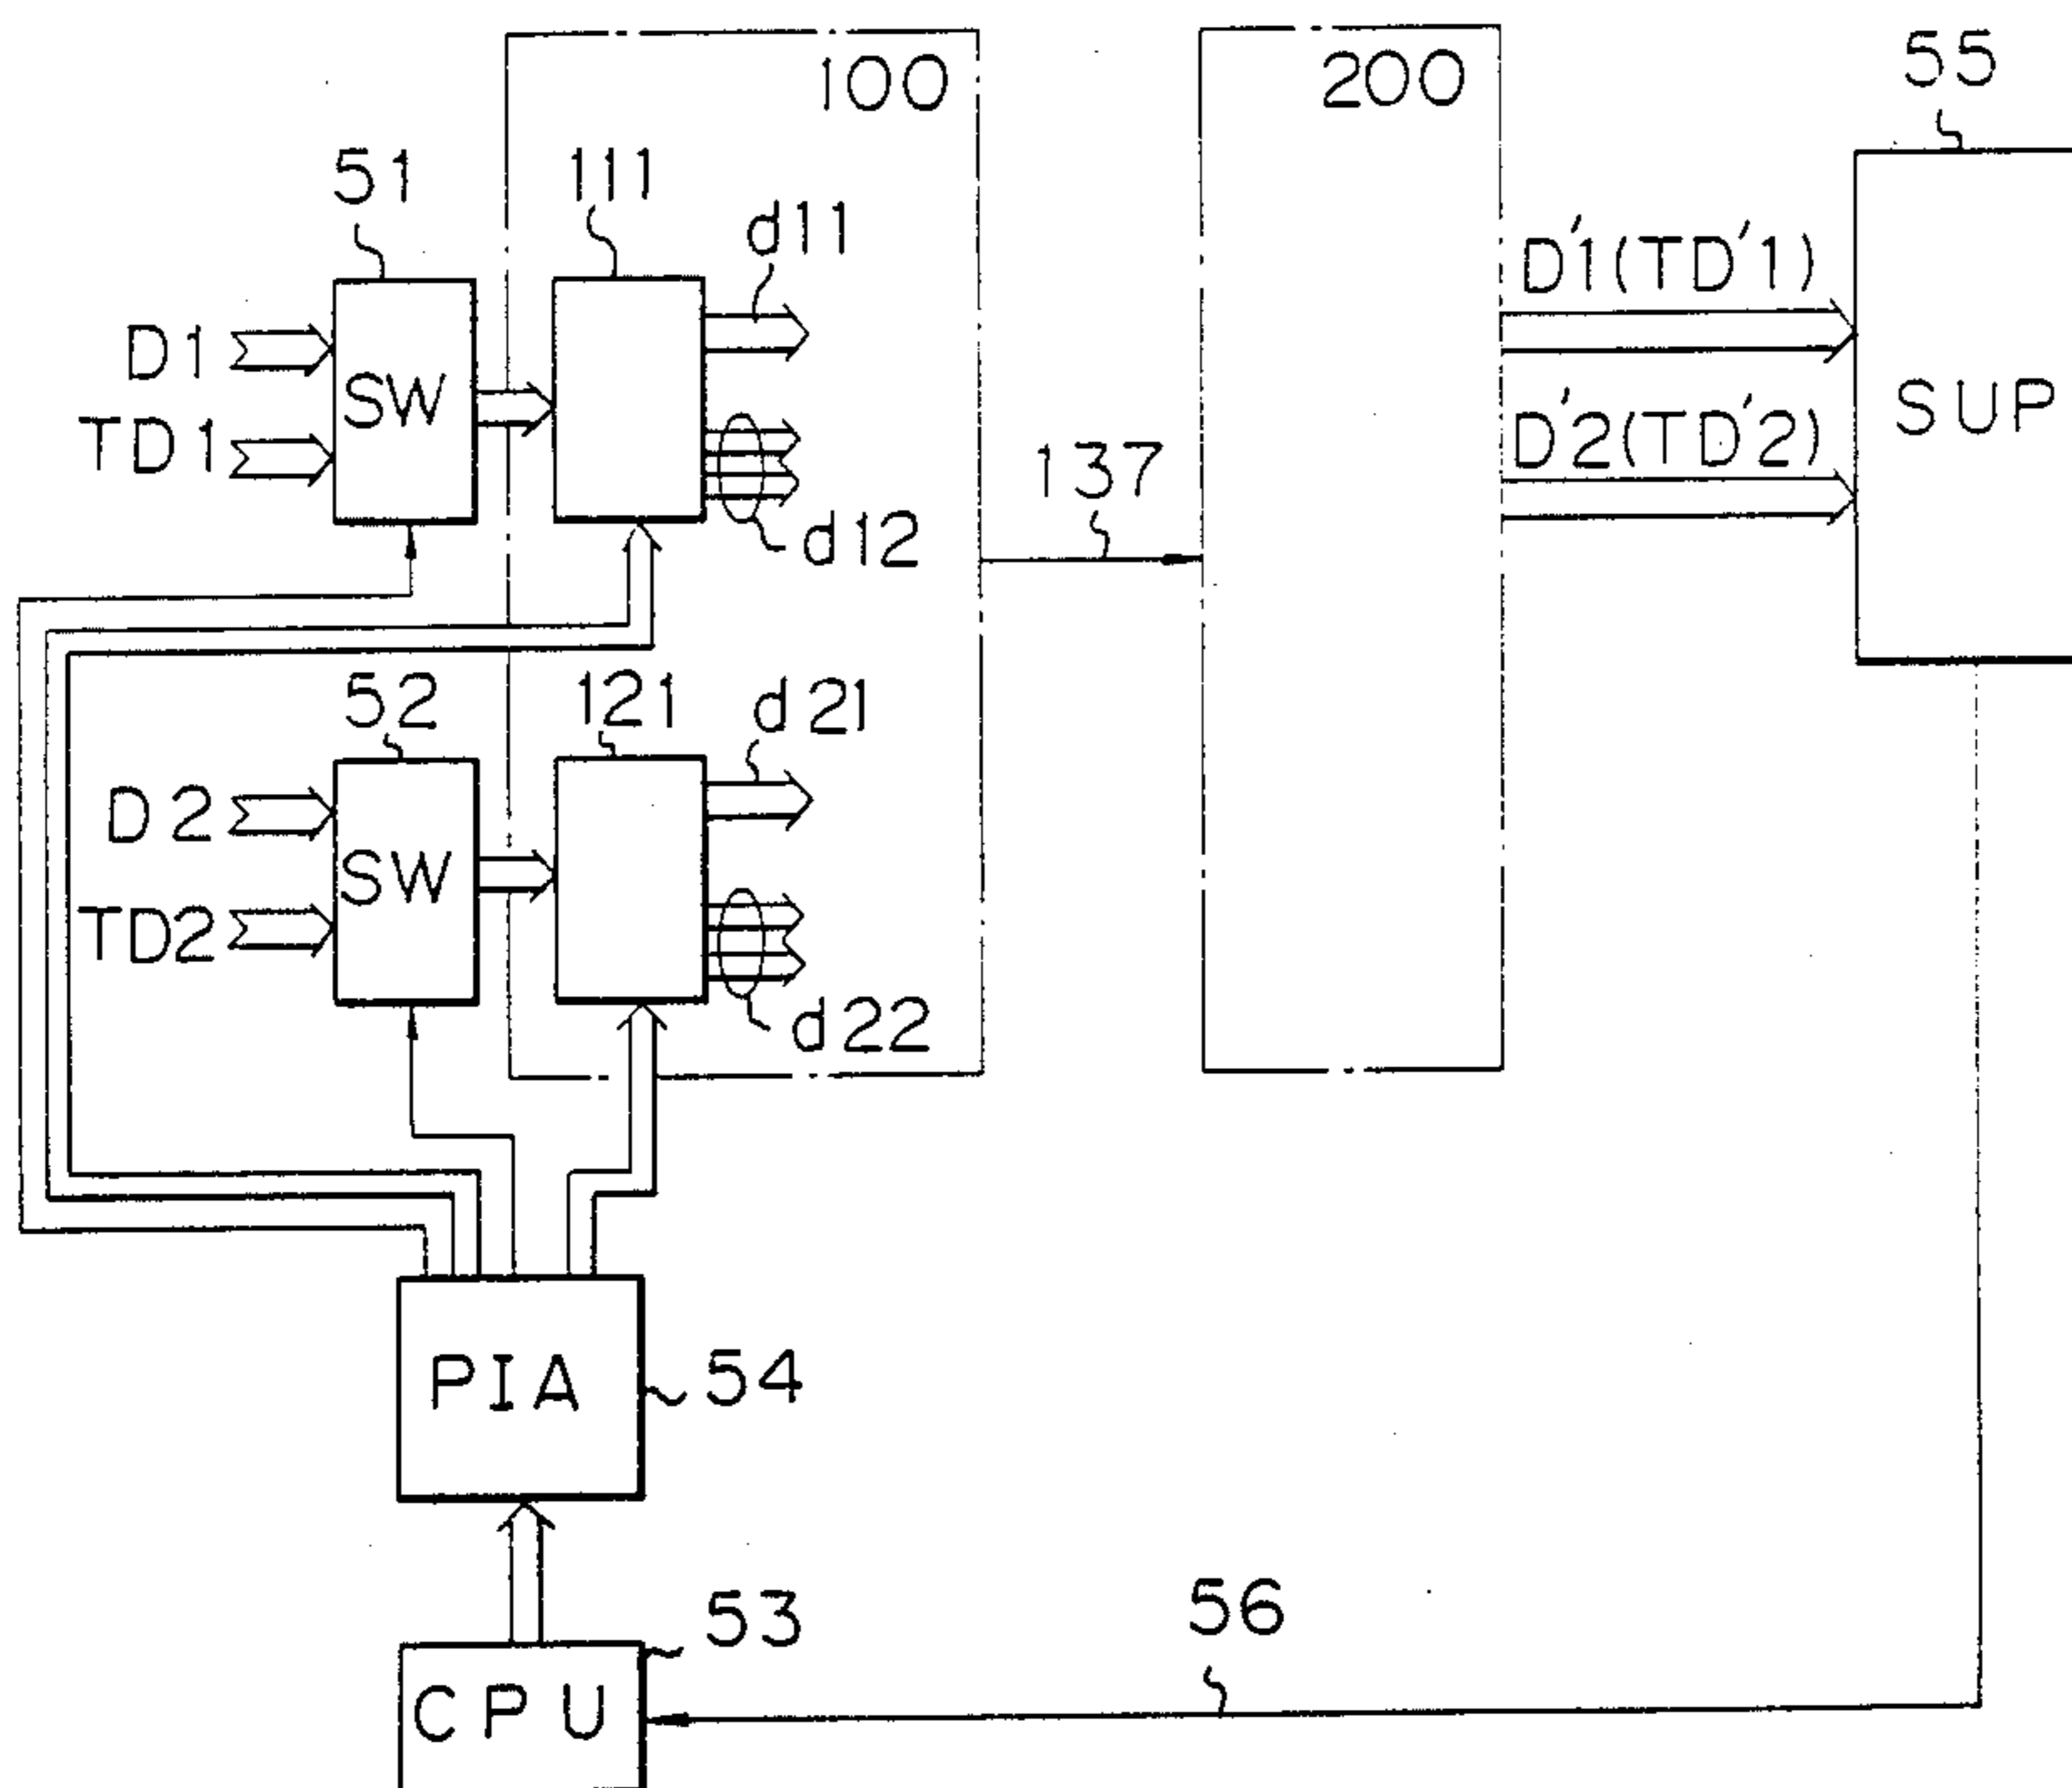 100
200
55
51
111
d11
D1
TD1
SW
d12
137
D'1(TD'1)
D'2(TD'2)
SUP
52
121
d21
D2
TD2
SW
d22
PIA
54
53
CPU
56